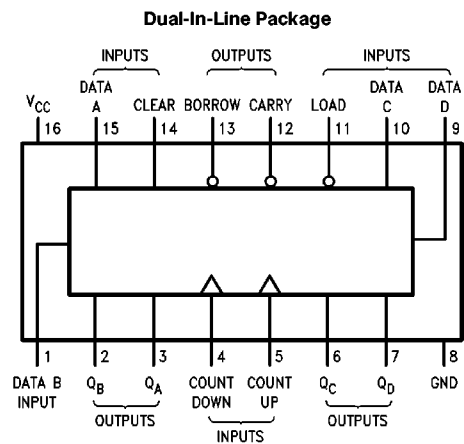 Dual-In-Line Package
INPUTS OUTPUTS INPUTS
DATA DATA DATA
VCC A CLEAR BORROW CARRY LOAD C D
16 15 14 13 12 11 10 9
1 2 3 4 5 6 7 8
DATA B QB QA COUNT COUNT QC QD GND
INPUT DOWN UP
OUTPUTS OUTPUTS
INPUTS